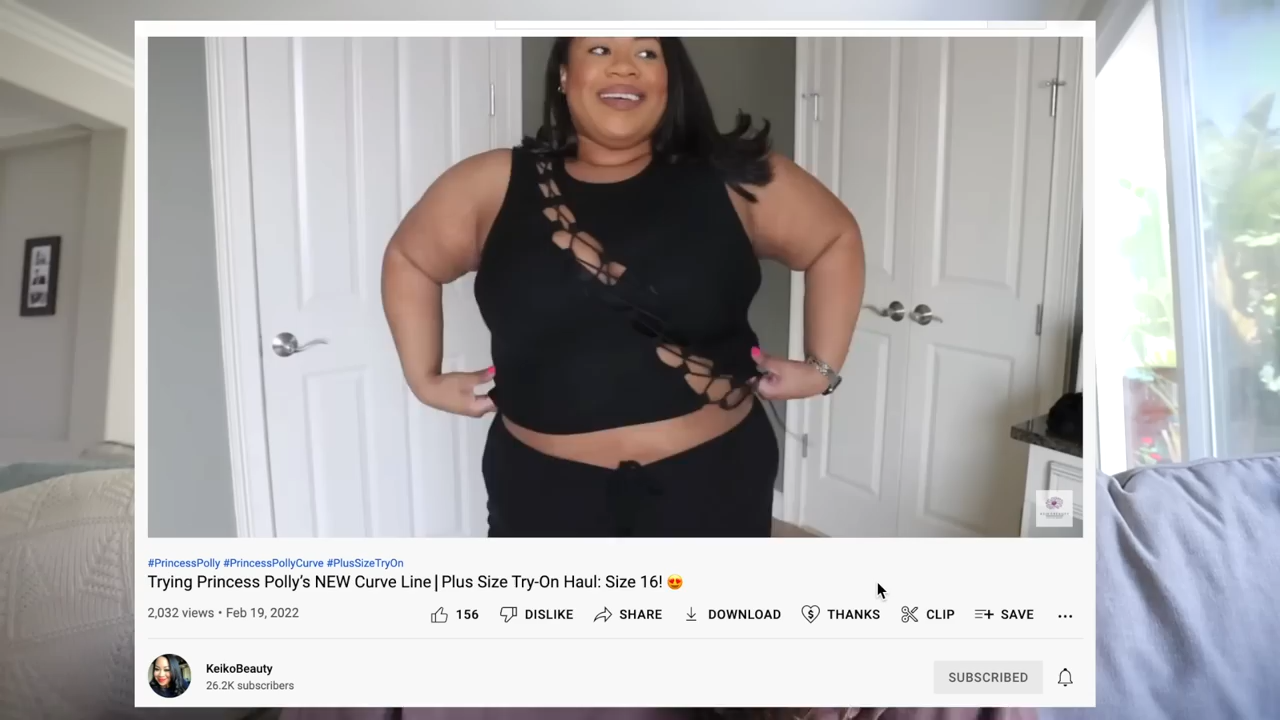 #PrincessPolly #PrincessPollyCurve #PlusSizeTryOn
Trying Princess Polly's NEW Curve Line | Plus Size Try-On Haul: Size 16! 😍
2,032 views • Feb 19, 2022
156 DISLIKE SHARE DOWNLOAD THANKS CLIP SAVE
KeikoBeauty
26.2K subscribers
SUBSCRIBED